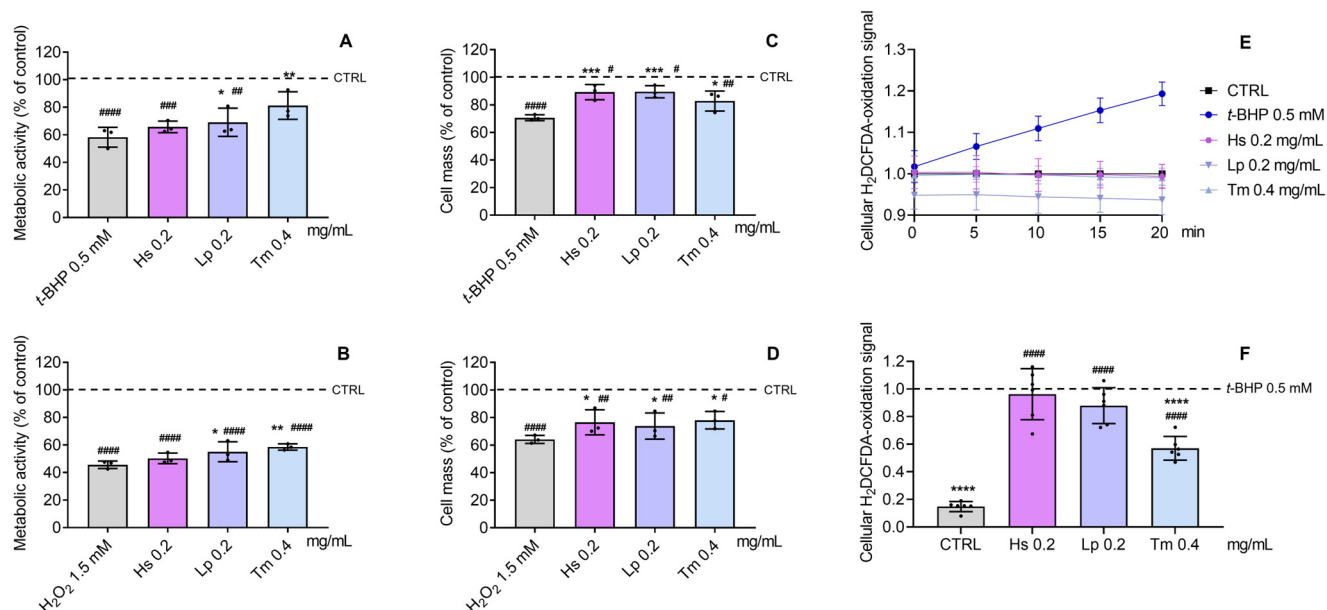 A
Metabolic activity (% of control)
120
100
80
60
40
20
0
CTRL
####
###
* ##
**
t-BHP 0.5 mM
Hs 0.2
Lp 0.2
Tm 0.4
mg/mL
C
Cell mass (% of control)
120
100
80
60
40
20
0
CTRL
####
*** #
*** #
* ##
t-BHP 0.5 mM
Hs 0.2
Lp 0.2
Tm 0.4
mg/mL
E
Cellular H₂DCFDA-oxidation signal
1.3
1.2
1.1
1.0
0.9
0
5
10
15
20
min
CTRL
t-BHP 0.5 mM
Hs 0.2 mg/mL
Lp 0.2 mg/mL
Tm 0.4 mg/mL
B
Metabolic activity (% of control)
120
100
80
60
40
20
0
CTRL
####
####
* ####
** ####
H₂O₂ 1.5 mM
Hs 0.2
Lp 0.2
Tm 0.4
mg/mL
D
Cell mass (% of control)
120
100
80
60
40
20
0
CTRL
####
* ##
* ##
* #
H₂O₂ 1.5 mM
Hs 0.2
Lp 0.2
Tm 0.4
mg/mL
F
Cellular H₂DCFDA-oxidation signal
1.2
1.0
0.8
0.6
0.4
0.2
0.0
t-BHP 0.5 mM
****
####
####
****
####
CTRL
Hs 0.2
Lp 0.2
Tm 0.4
mg/mL